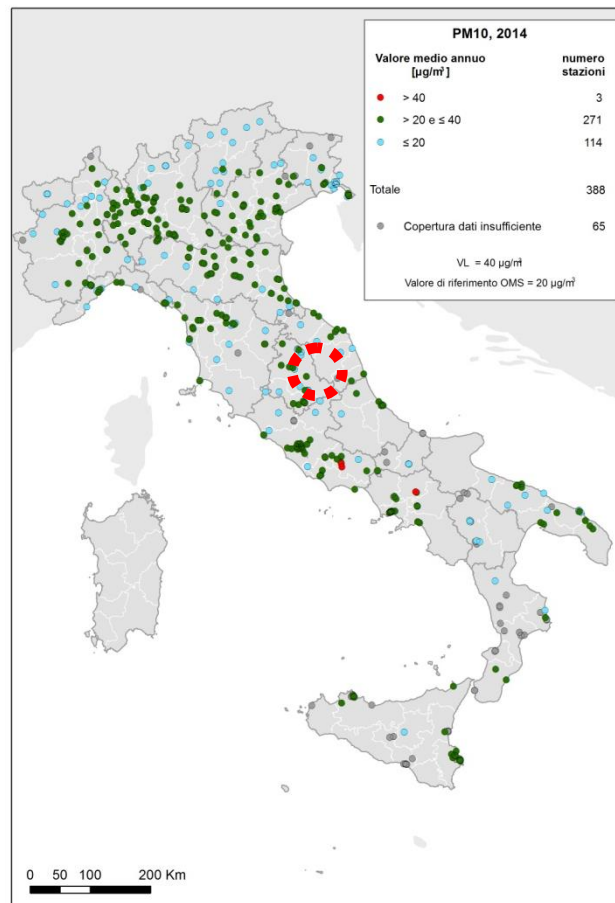 PM10, 2014
Valore medio annuo numero
[µg/m³] stazioni
> 40 3
> 20 e ≤ 40 271
≤ 20 114
Totale 388
Copertura dati insufficiente 65
VL = 40 µg/m³
Valore di riferimento OMS = 20 µg/m³
0 50 100 200 Km